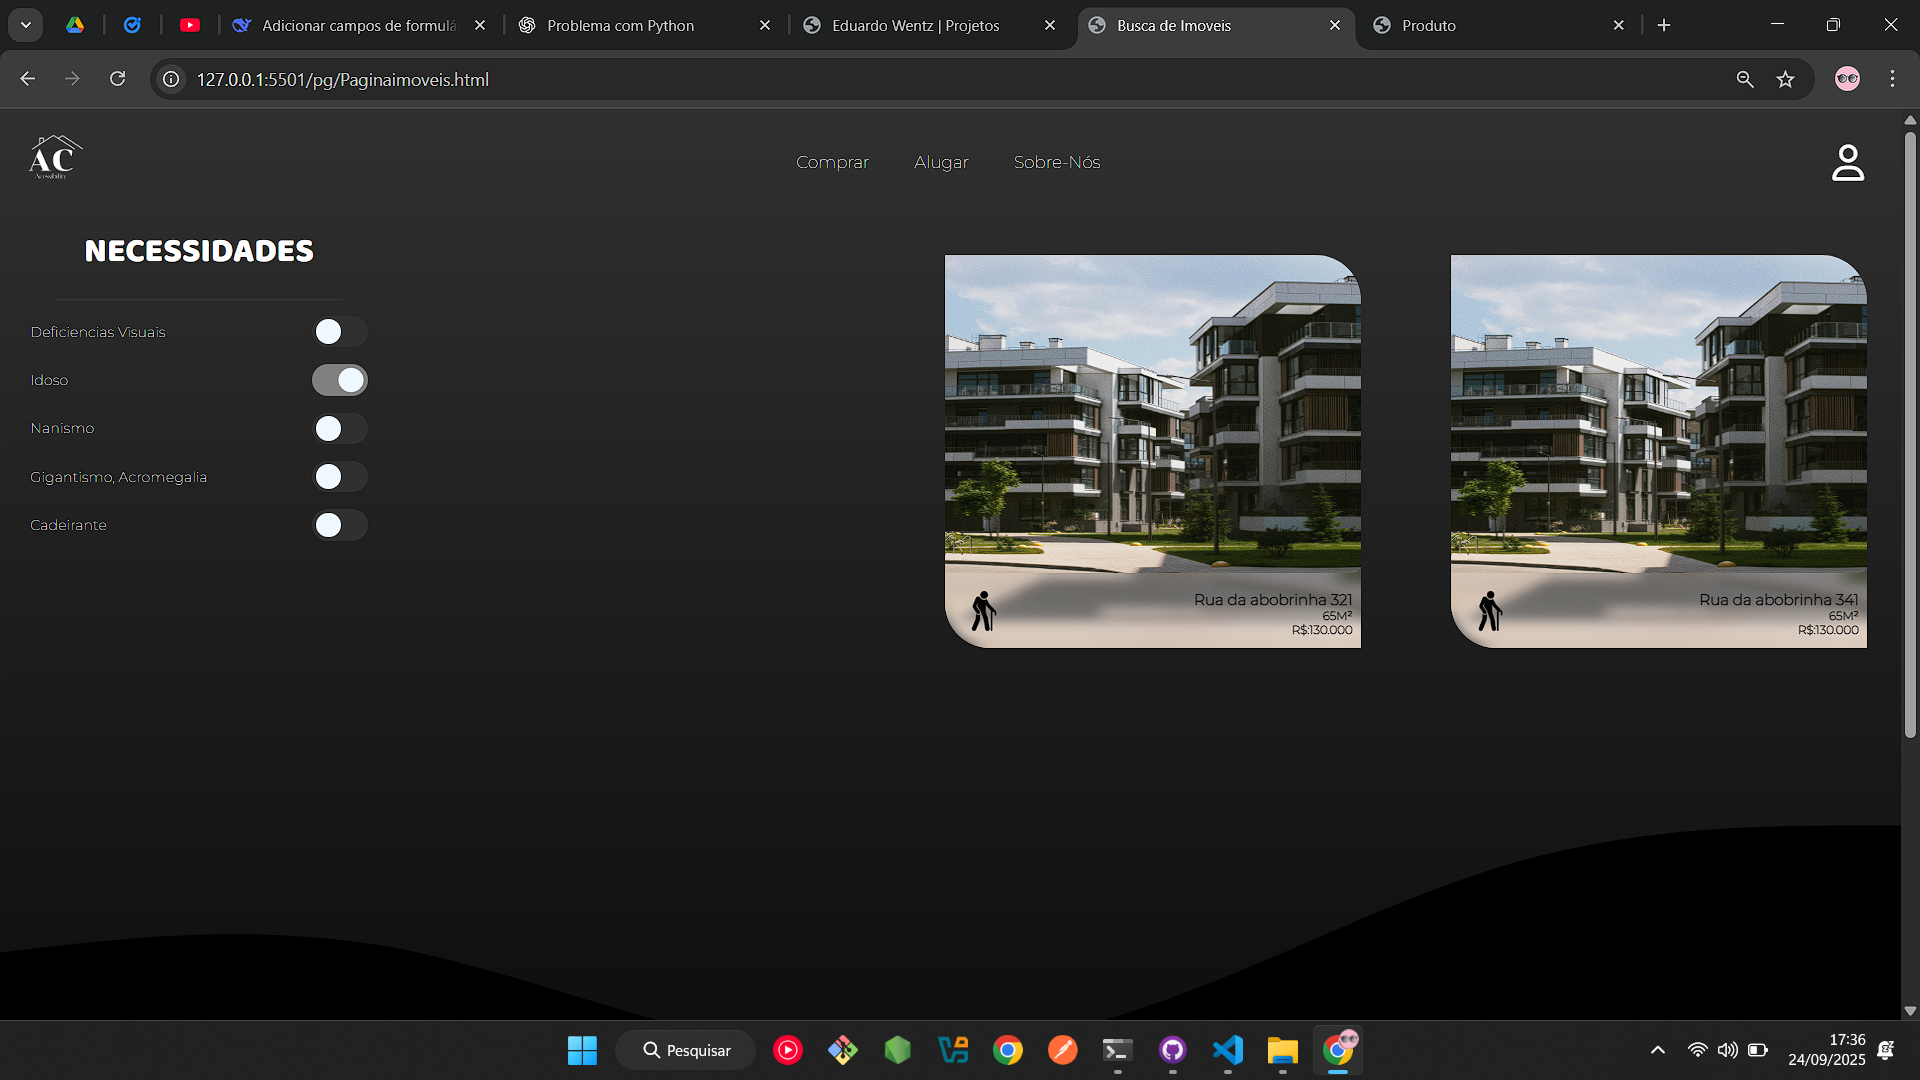 Adicionar campos de formul
Problema com Python
Eduardo Wentz | Projetos
Busca de Imoveis
Produto
127.0.0.1:5501/pg/Paginaimoveis.html
AC
Acessibility
Comprar
Alugar
Sobre-Nós
NECESSIDADES
Deficiencias Visuais
Idoso
Nanismo
Gigantismo, Acromegalia
Cadeirante
Rua da abobrinha 321
65M²
R$:130.000
Rua da abobrinha 341
65M²
R$:130.000
Pesquisar
17:36
24/09/2025